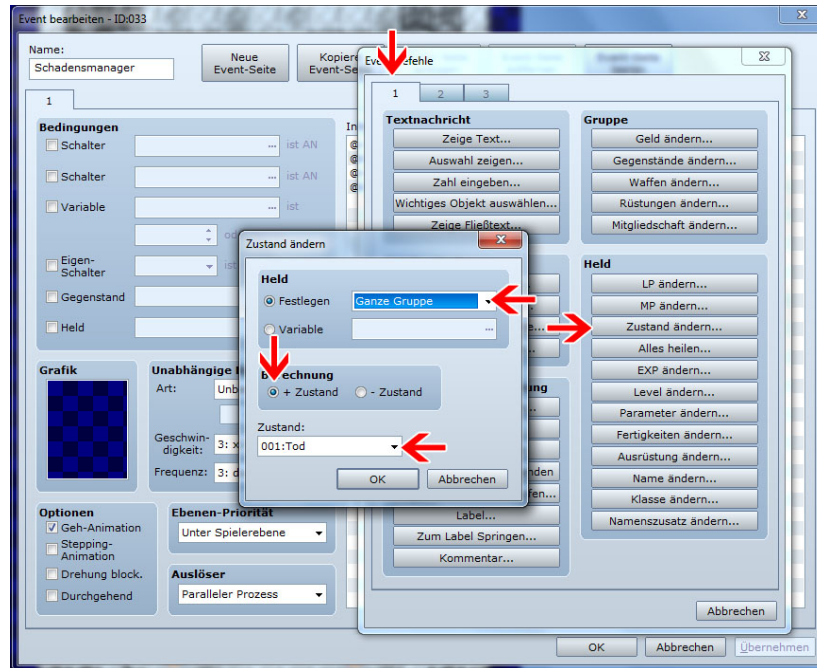 Event bearbeiten - ID:033
Name:
Schadensmanager
Neue
Event-Seite
Kopiere
Event-Se
1
Bedingungen
Schalter
... ist AN
Schalter
... ist AN
Variable
... ist
Eigen-
Schalter
Gegenstand
Held
Grafik
Art:
Geschwin-
digkeit:
3: x
Frequenz:
3: d
Optionen
Geh-Animation
Stepping-
Animation
Drehung block.
Durchgehend
Ebenen-Priorität
Unter Spielerebene
Auslöser
Paralleler Prozess
OK
Abbrechen
Übernehmen
1
2
3
Textnachricht
Zeige Text...
Auswahl zeigen...
Zahl eingeben...
Wichtiges Objekt auswählen...
Zeige Fließtext...
Label...
Zum Label Springen...
Kommentar...
Gruppe
Geld ändern...
Gegenstände ändern...
Waffen ändern...
Rüstungen ändern...
Mitgliedschaft ändern...
Held
LP ändern...
MP ändern...
Zustand ändern...
Alles heilen...
EXP ändern...
Level ändern...
Parameter ändern...
Fertigkeiten ändern...
Ausrüstung ändern...
Name ändern...
Klasse ändern...
Namenszusatz ändern...
Abbrechen
Zustand ändern
Held
Festlegen
Ganze Gruppe
Variable
...
+ Zustand
- Zustand
Zustand:
001:Tod
OK
Abbrechen